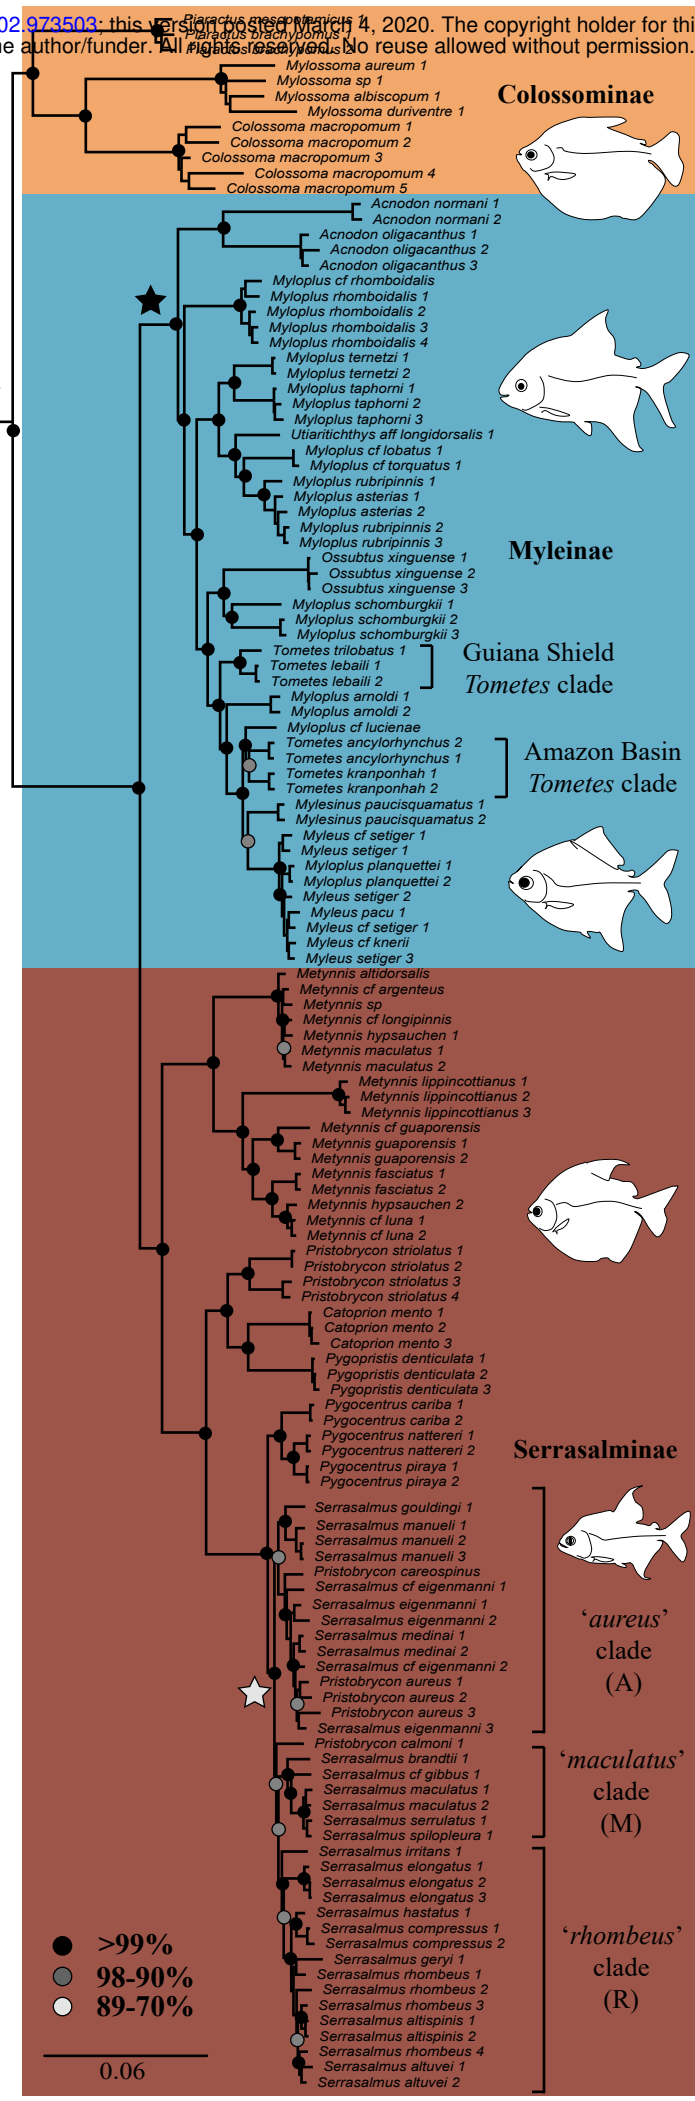 02.973503; this version posted March 4, 2020. The copyright holder for thi
e author/funder. All rights reserved. No reuse allowed without permission.
Piaractus mesopotamicus 1
Piaractus brachypomus 1
Piaractus brachypomus 2
Mylossoma aureum 1
Mylossoma sp 1
Mylossoma albiscopum 1
Mylossoma duriventre 1
Colossoma macropomum 1
Colossoma macropomum 2
Colossoma macropomum 3
Colossoma macropomum 4
Colossoma macropomum 5
Colossominae
Acnodon normani 1
Acnodon normani 2
Acnodon oligacanthus 1
Acnodon oligacanthus 2
Acnodon oligacanthus 3
Myloplus cf rhomboidalis
Myloplus rhomboidalis 1
Myloplus rhomboidalis 2
Myloplus rhomboidalis 3
Myloplus rhomboidalis 4
Myloplus ternetzi 1
Myloplus ternetzi 2
Myloplus taphorni 1
Myloplus taphorni 2
Myloplus taphorni 3
Utiaritichthys aff longidorsalis 1
Myloplus cf lobatus 1
Myloplus cf torquatus 1
Myloplus rubripinnis 1
Myloplus asterias 1
Myloplus asterias 2
Myloplus rubripinnis 2
Myloplus rubripinnis 3
Myleinae
Ossubtus xinguense 1
Ossubtus xinguense 2
Ossubtus xinguense 3
Myloplus schomburgkii 1
Myloplus schomburgkii 2
Myloplus schomburgkii 3
Tometes trilobatus 1
Tometes lebaili 1
Tometes lebaili 2
Guiana Shield
Tometes clade
Myloplus arnoldi 1
Myloplus arnoldi 2
Myloplus cf lucienae
Tometes ancylorhynchus 2
Tometes ancylorhynchus 1
Tometes kranponhah 1
Tometes kranponhah 2
Amazon Basin
Tometes clade
Mylesinus paucisquamatus 1
Mylesinus paucisquamatus 2
Myleus cf setiger 1
Myleus setiger 1
Myloplus planquettei 1
Myloplus planquettei 2
Myleus setiger 2
Myleus pacu 1
Myleus cf setiger 1
Myleus cf knerii
Myleus setiger 3
Metynnis altidorsalis
Metynnis cf argenteus
Metynnis sp
Metynnis cf longipinnis
Metynnis hypsauchen 1
Metynnis maculatus 1
Metynnis maculatus 2
Metynnis lippincottianus 1
Metynnis lippincottianus 2
Metynnis lippincottianus 3
Metynnis cf guaporensis
Metynnis guaporensis 1
Metynnis guaporensis 2
Metynnis fasciatus 1
Metynnis fasciatus 2
Metynnis hypsauchen 2
Metynnis cf luna 1
Metynnis cf luna 2
Pristobrycon striolatus 1
Pristobrycon striolatus 2
Pristobrycon striolatus 3
Pristobrycon striolatus 4
Catoprion mento 1
Catoprion mento 2
Catoprion mento 3
Pygopristis denticulata 1
Pygopristis denticulata 2
Pygopristis denticulata 3
Pygocentrus cariba 1
Pygocentrus cariba 2
Pygocentrus nattereri 1
Pygocentrus nattereri 2
Pygocentrus piraya 1
Pygocentrus piraya 2
Serrasalminae
Serrasalmus gouldingi 1
Serrasalmus manueli 1
Serrasalmus manueli 2
Serrasalmus manueli 3
Pristobrycon careospinus
Serrasalmus cf eigenmanni 1
Serrasalmus eigenmanni 1
Serrasalmus eigenmanni 2
Serrasalmus medinai 1
Serrasalmus medinai 2
Serrasalmus cf eigenmanni 2
Pristobrycon aureus 1
Pristobrycon aureus 2
Pristobrycon aureus 3
Serrasalmus eigenmanni 3
‘aureus’
clade
(A)
Pristobrycon calmoni 1
Serrasalmus brandtii 1
Serrasalmus cf gibbus 1
Serrasalmus maculatus 1
Serrasalmus maculatus 2
Serrasalmus serrulatus 1
Serrasalmus spilopleura 1
‘maculatus’
clade
(M)
Serrasalmus irritans 1
Serrasalmus elongatus 1
Serrasalmus elongatus 2
Serrasalmus elongatus 3
Serrasalmus hastatus 1
Serrasalmus compressus 1
Serrasalmus compressus 2
Serrasalmus geryi 1
Serrasalmus rhombeus 1
Serrasalmus rhombeus 2
Serrasalmus rhombeus 3
Serrasalmus altispinis 1
Serrasalmus altispinis 2
Serrasalmus rhombeus 4
Serrasalmus altuvei 1
Serrasalmus altuvei 2
‘rhombeus’
clade
(R)
>99%
98-90%
89-70%
0.06